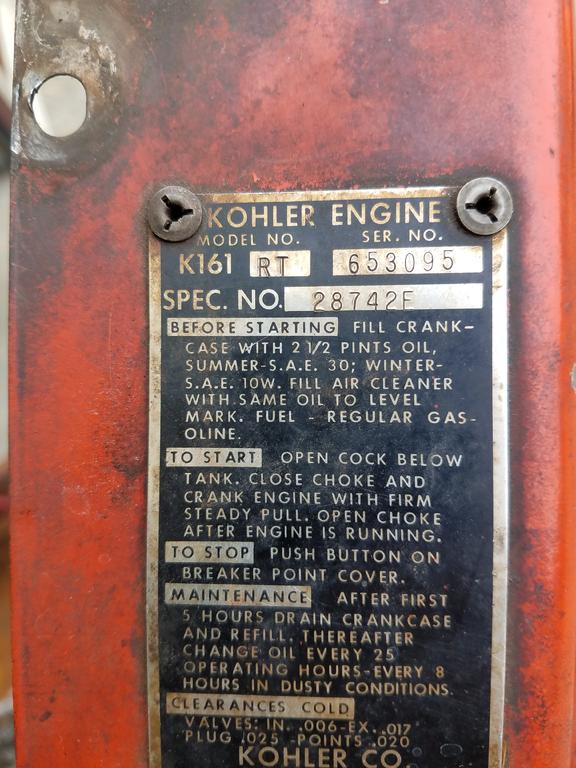 KOHLER ENGINE
MODEL NO. SER. NO.
K161 RT 653095
SPEC. NO. 28742F
BEFORE STARTING FILL CRANK-
CASE WITH 2 1/2 PINTS OIL,
SUMMER-S.A.E. 30; WINTER-
S.A.E. 10W. FILL AIR CLEANER
WITH SAME OIL TO LEVEL
MARK. FUEL - REGULAR GAS-
OLINE.
TO START OPEN COCK BELOW
TANK. CLOSE CHOKE AND
CRANK ENGINE WITH FIRM
STEADY PULL. OPEN CHOKE
AFTER ENGINE IS RUNNING.
TO STOP PUSH BUTTON ON
BREAKER POINT COVER.
MAINTENANCE AFTER FIRST
5 HOURS DRAIN CRANKCASE
AND REFILL. THEREAFTER
CHANGE OIL EVERY 25
OPERATING HOURS-EVERY 8
HOURS IN DUSTY CONDITIONS.
CLEARANCES COLD
VALVES: IN. .006-EX. .017
PLUG .025 -POINTS .020
KOHLER CO.